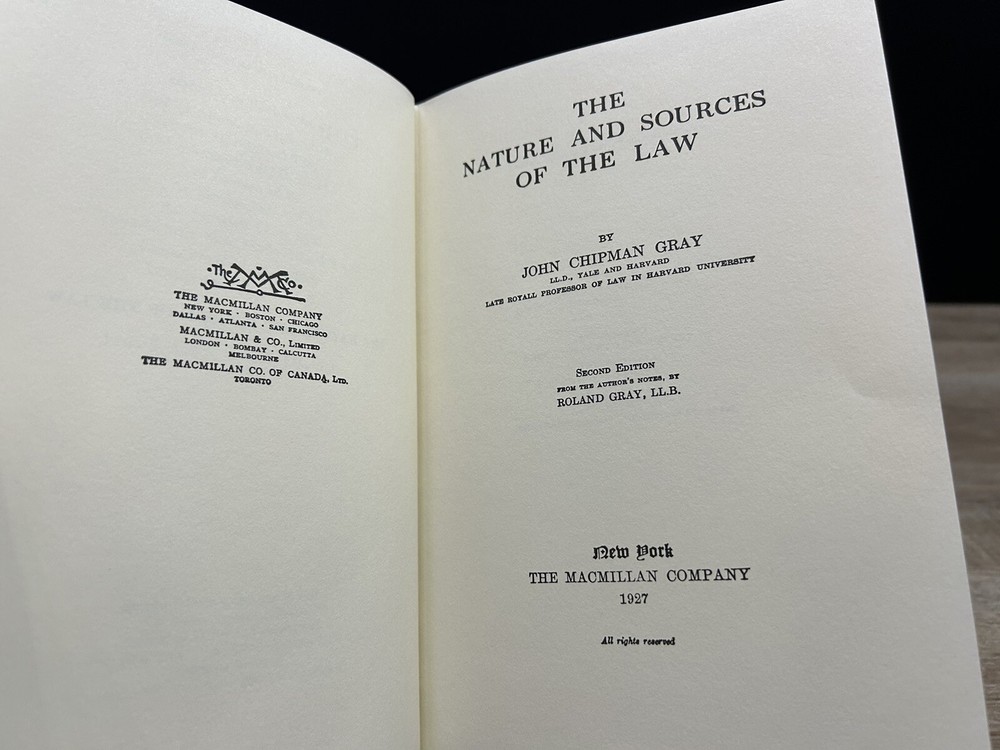 The M Co.
THE MACMILLAN COMPANY
NEW YORK · BOSTON · CHICAGO
DALLAS · ATLANTA · SAN FRANCISCO
MACMILLAN & CO., LIMITED
LONDON · BOMBAY · CALCUTTA
MELBOURNE
THE MACMILLAN CO. OF CANADA, LTD.
TORONTO
THE
NATURE AND SOURCES
OF THE LAW
BY
JOHN CHIPMAN GRAY
LL.D., YALE AND HARVARD
LATE ROYALL PROFESSOR OF LAW IN HARVARD UNIVERSITY
SECOND EDITION
FROM THE AUTHOR'S NOTES, BY
ROLAND GRAY, LL.B.
New York
THE MACMILLAN COMPANY
1927
All rights reserved